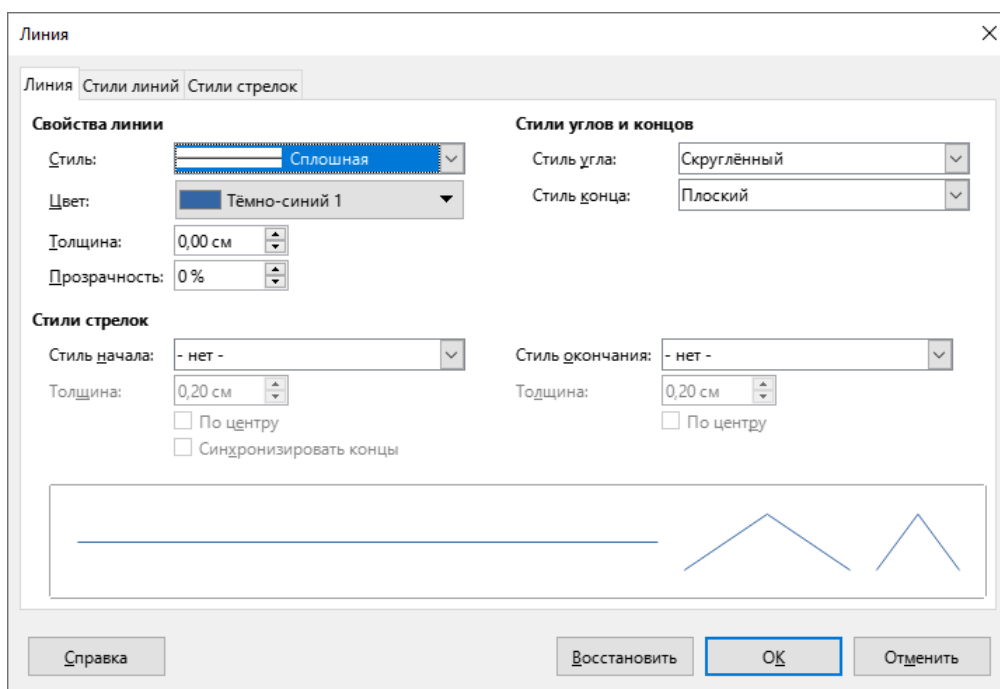 Линия
Линия Стили линий Стили стрелок
Свойства линии
Стиль: Сплошная
Цвет: Тёмно-синий 1
Толщина: 0,00 см
Прозрачность: 0 %
Стили углов и концов
Стиль угла: Скруглённый
Стиль конца: Плоский
Стили стрелок
Стиль начала: - нет -
Толщина: 0,20 см
По центру
Синхронизировать концы
Стиль окончания: - нет -
Толщина: 0,20 см
По центру
Справка Восстановить OK Отменить